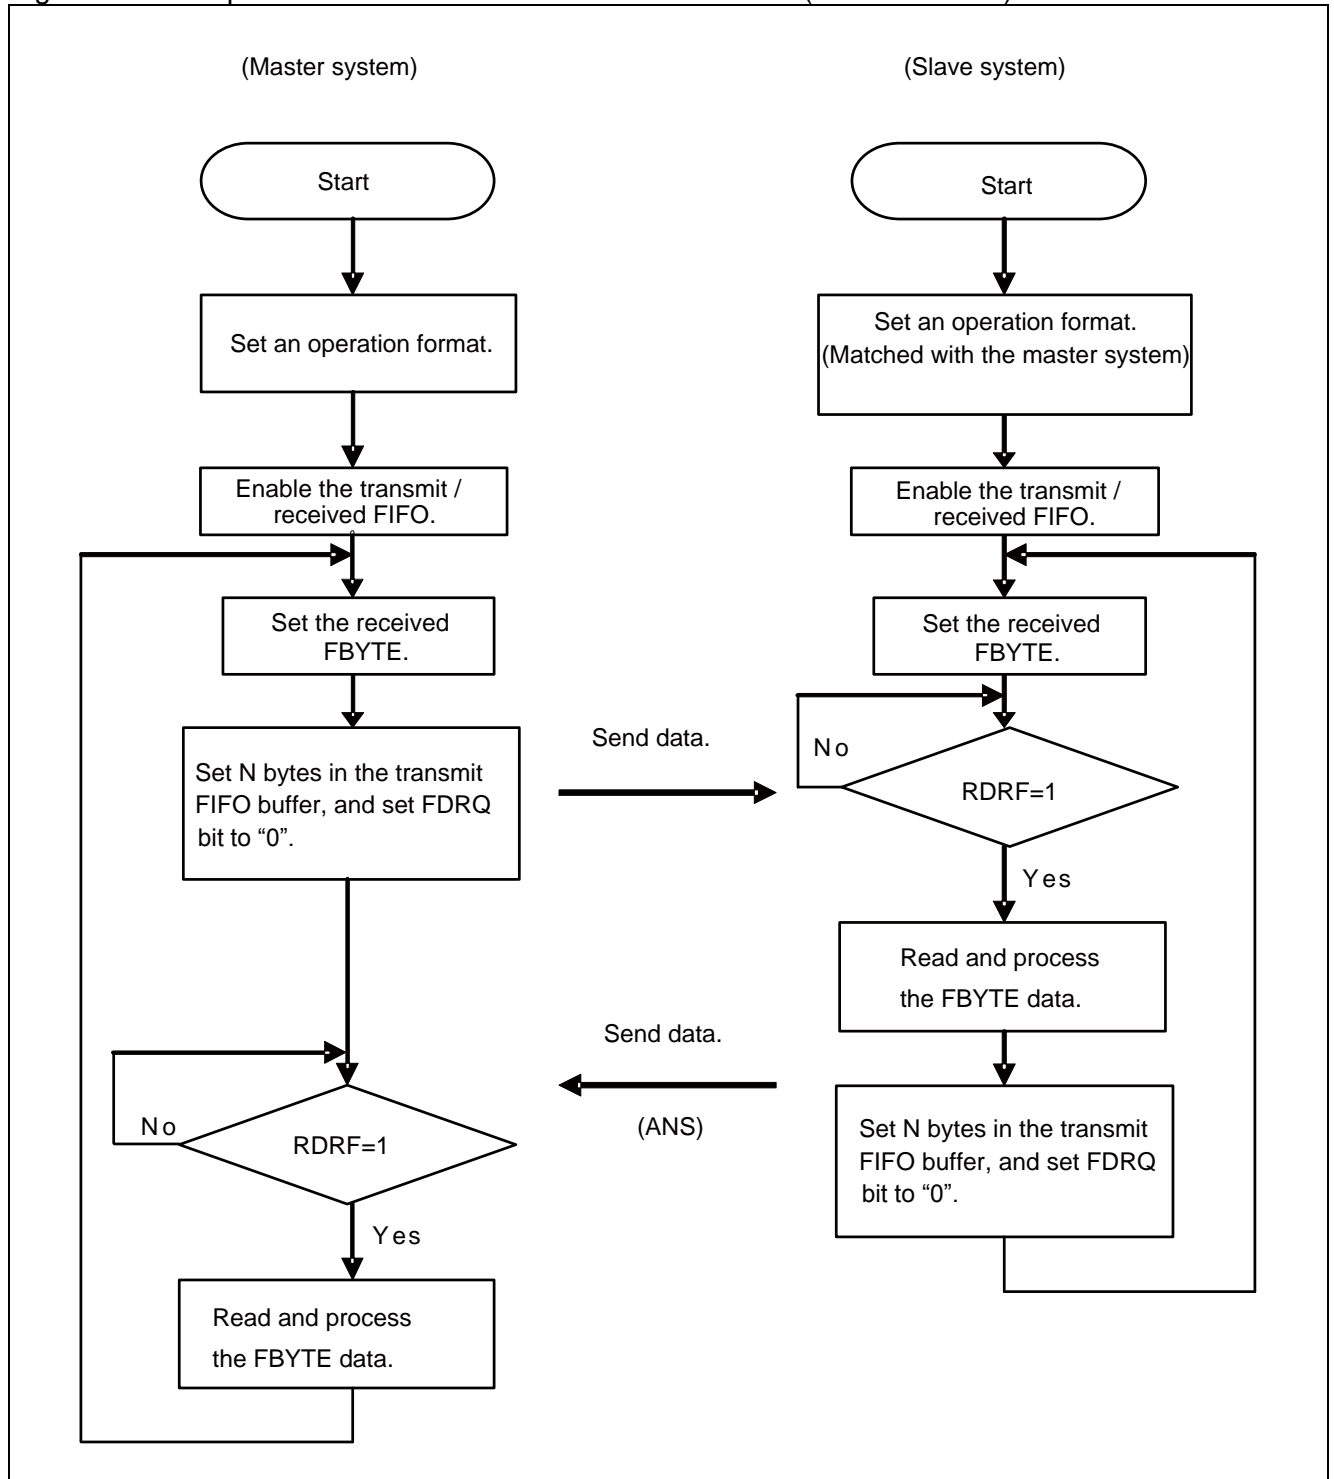 (Master system)
(Slave system)
Start
Start
Set an operation format.
Set an operation format.
(Matched with the master system)
Enable the transmit /
received FIFO.
Enable the transmit /
received FIFO.
Set the received
FBYTE.
Set the received
FBYTE.
Set N bytes in the transmit
FIFO buffer, and set FDRQ
bit to “0”.
Send data.
No
RDRF=1
Yes
Read and process
the FBYTE data.
Send data.
(ANS)
No
RDRF=1
Yes
Set N bytes in the transmit
FIFO buffer, and set FDRQ
bit to “0”.
Read and process
the FBYTE data.